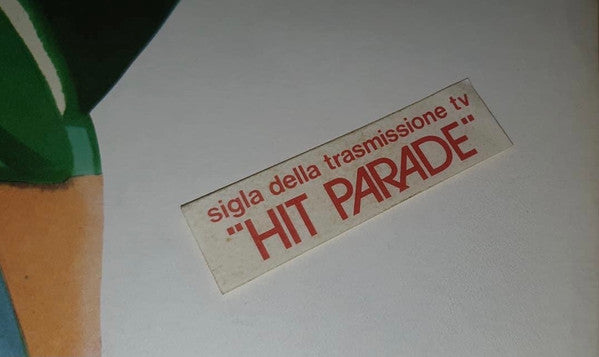 sigla della trasmissione tv
"HIT PARADE"